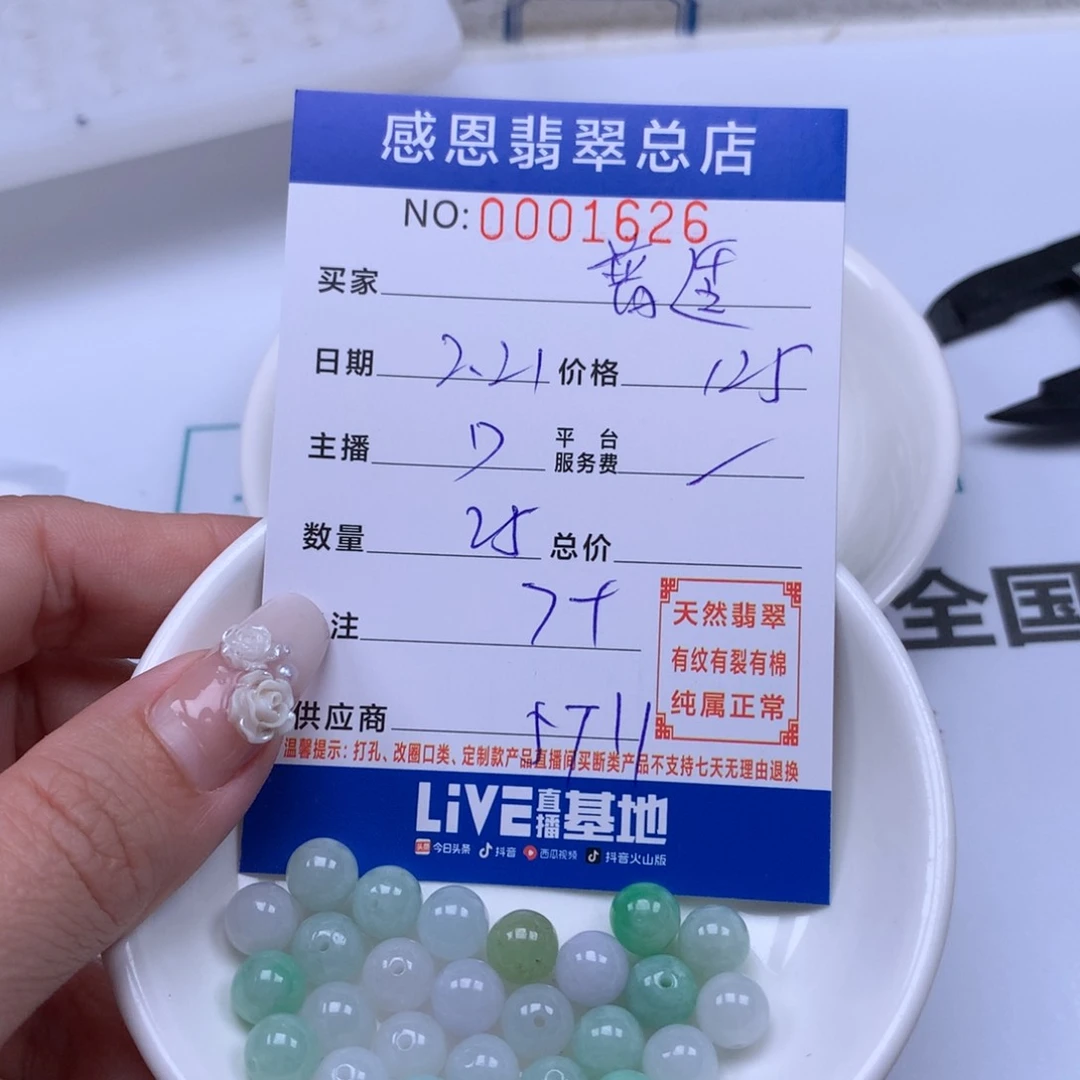 感恩翡翠总店
NO:0001626
买家
日期 2.21 价格 125
主播 平台服务费 /
数量 25 总价
注
天然翡翠
有纹有裂有棉
纯属正常
供应商
温馨提示：打孔、改圈口类、定制款产品直播间买断类产品不支持七天无理由退换
LiVE直播基地
头条 今日头条 抖音 西瓜视频 抖音火山版
全国